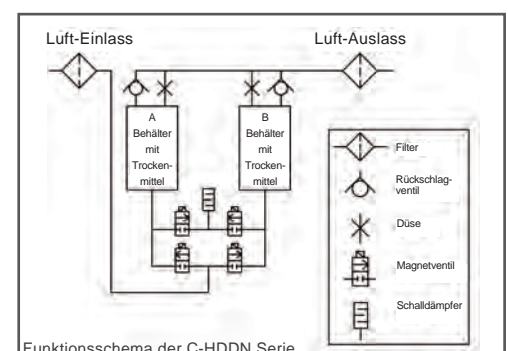 Luft-Einlass
Luft-Auslass
A
Behälter
mit
Trocken-
mittel
B
Behälter
mit
Trocken-
mittel
Filter
Rückschlag-
ventil
Düse
Magnetventil
Schalldämpfer
Funktionsschema der C-HDDN Serie